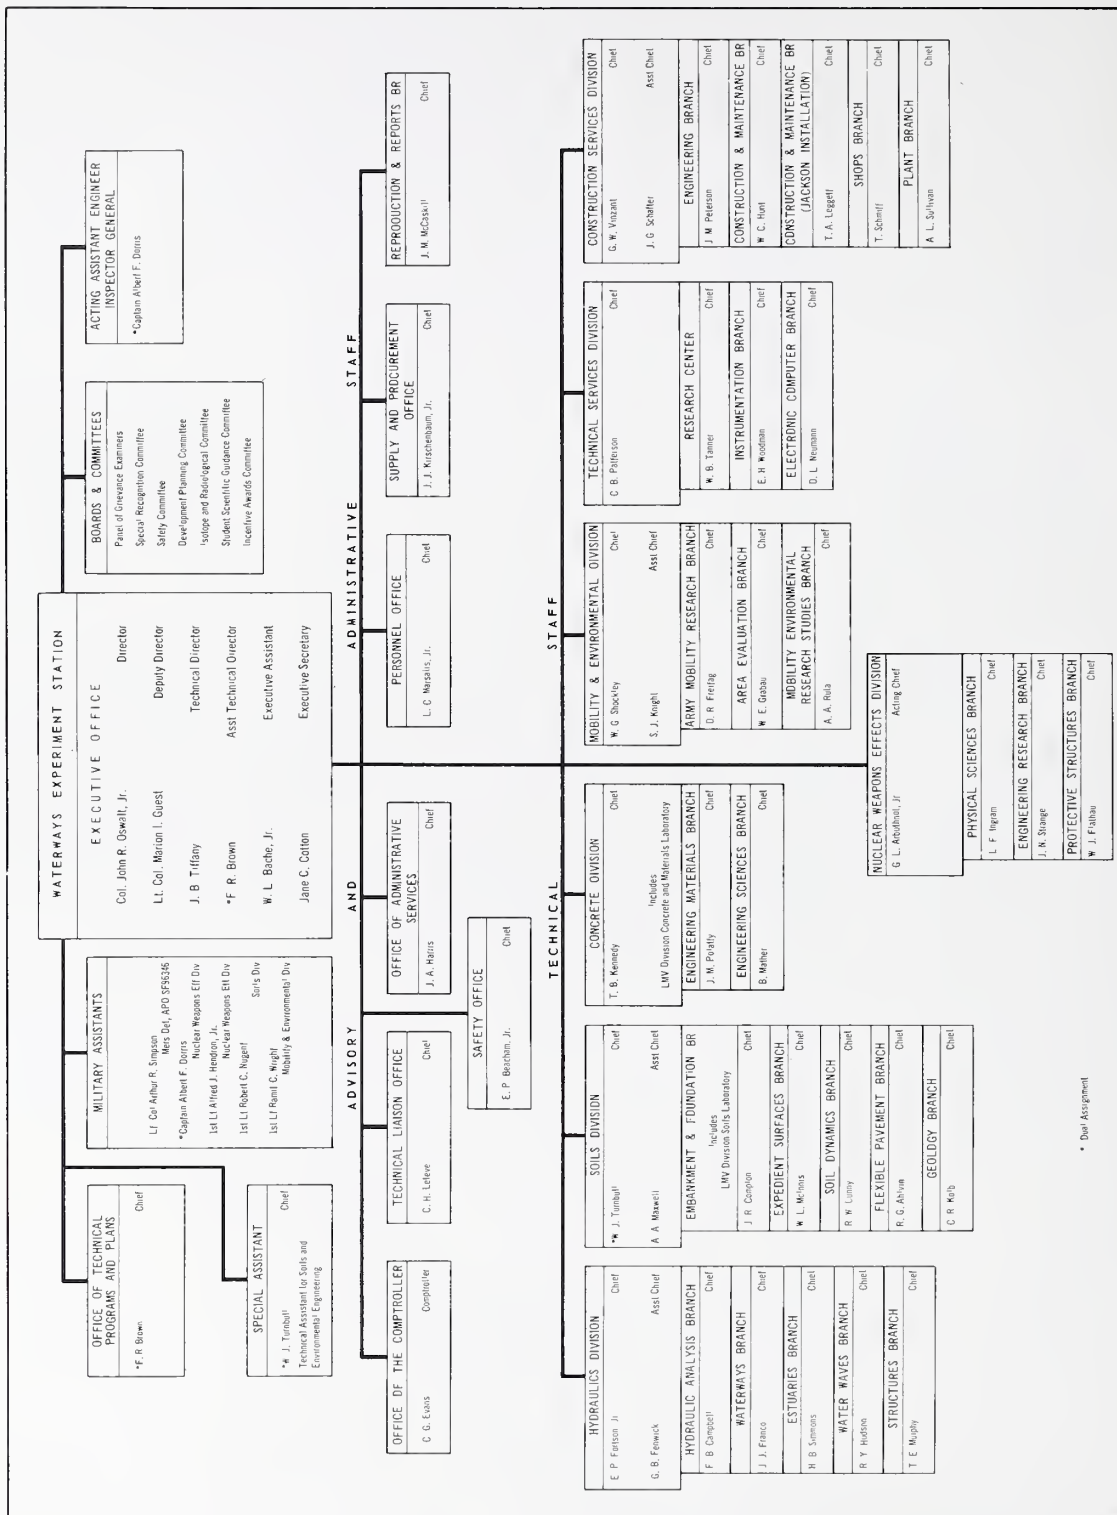 WATERWAYS EXPERIMENT STATION
EXECUTIVE OFFICE
Col. John R. Oswalt, Jr. Director
Lt. Col. Marion I. Guest Deputy Director
J. B Tiffany Technical Director
*F R. Brown Asst Technical Director
W. L Bache, Jr. Executive Assistant
Jane C. Cotton Executive Secretary
OFFICE OF TECHNICAL
PROGRAMS AND PLANS
*F. R Brown Chief
SPECIAL ASSISTANT
*W J. Turnbull Chief
Technical Assistant for Soils and
Environmental Engineering
MILITARY ASSISTANTS
Lt Col Arthur R. Simpson
Mers Det, APO SF96346
*Captain Albert F. Dorris
Nuclear Weapons Eff Div
1st Lt Alfred J. Hendron, Jr.
Nuclear Weapons Eff Div
1st Lt Robert C. Nugent
Soils Div
1st Lt Ramil C. Wright
Mobility & Environmental Div
BOARDS & COMMITTEES
Panel of Grievance Examiners
Special Recognition Committee
Safety Committee
Development Planning Committee
Isotope and Radiological Committee
Student Scientific Guidance Committee
Incentive Awards Committee
ACTING ASSISTANT ENGINEER
INSPECTOR GENERAL
*Captain Albert F. Dorris
ADVISORY AND ADMINISTRATIVE STAFF
OFFICE OF THE COMPTROLLER
C G. Evans Comptroller
TECHNICAL LIAISON OFFICE
C. H. Lefeve Chief
OFFICE OF ADMINISTRATIVE
SERVICES
J. A. Harris Chief
PERSONNEL OFFICE
L. C Marsalis, Jr. Chief
SUPPLY AND PROCUREMENT
OFFICE
J. J. Kirschenbaum, Jr. Chief
REPRODUCTION & REPORTS BR
J. M. McCaskill Chief
SAFETY OFFICE
E. P. Beacham, Jr. Chief
TECHNICAL STAFF
HYDRAULICS DIVISION
E P Fortson Jr Chief
G. B. Fenwick Asst Chief
HYDRAULIC ANALYSIS BRANCH
F B Campbell Chief
WATERWAYS BRANCH
J J. Franco Chief
ESTUARIES BRANCH
H B Simmons Chief
WATER WAVES BRANCH
R Y Hudson Chief
STRUCTURES BRANCH
T E Murphy Chief
SOILS DIVISION
*W J. Turnbull Chief
A A Maxwell Asst Chief
EMBANKMENT & FOUNDATION BR
Includes
LMV Division Soils Laboratory
J R Compton Chief
EXPEDIENT SURFACES BRANCH
W L. McInnis Chief
SOIL DYNAMICS BRANCH
R W Cunny Chief
FLEXIBLE PAVEMENT BRANCH
R. G. Ahlvin Chief
GEOLOGY BRANCH
C R Kolb Chief
CONCRETE DIVISION
T. B. Kennedy Chief
Includes
LMV Division Concrete and Materials Laboratory
ENGINEERING MATERIALS BRANCH
J. M. Polatty Chief
ENGINEERING SCIENCES BRANCH
B. Mather Chief
MOBILITY & ENVIRONMENTAL DIVISION
W. G Shockley Chief
S. J. Knight Asst Chief
ARMY MOBILITY RESEARCH BRANCH
D. R Freitag Chief
AREA EVALUATION BRANCH
W E. Grabau Chief
MOBILITY ENVIRONMENTAL
RESEARCH STUDIES BRANCH
A. A. Rula Chief
TECHNICAL SERVICES DIVISION
C B. Patterson Chief
RESEARCH CENTER
W. B. Tanner Chief
INSTRUMENTATION BRANCH
E. H Woodman Chief
ELECTRONIC COMPUTER BRANCH
D. L Neumann Chief
CONSTRUCTION SERVICES DIVISION
G. W. Vinzant Chief
J. G Schaffer Asst Chief
ENGINEERING BRANCH
J M Peterson Chief
CONSTRUCTION & MAINTENANCE BR
W C. Hunt Chief
CONSTRUCTION & MAINTENANCE BR
(JACKSON INSTALLATION)
T. A. Leggett Chief
SHOPS BRANCH
T. Schmitt Chief
PLANT BRANCH
A L. Sullivan Chief
NUCLEAR WEAPONS EFFECTS DIVISION
G L. Arbuthnot, Jr Acting Chief
PHYSICAL SCIENCES BRANCH
L. F Ingram Chief
ENGINEERING RESEARCH BRANCH
J. N. Strange Chief
PROTECTIVE STRUCTURES BRANCH
W J. Flathau Chief
* Dual Assignment